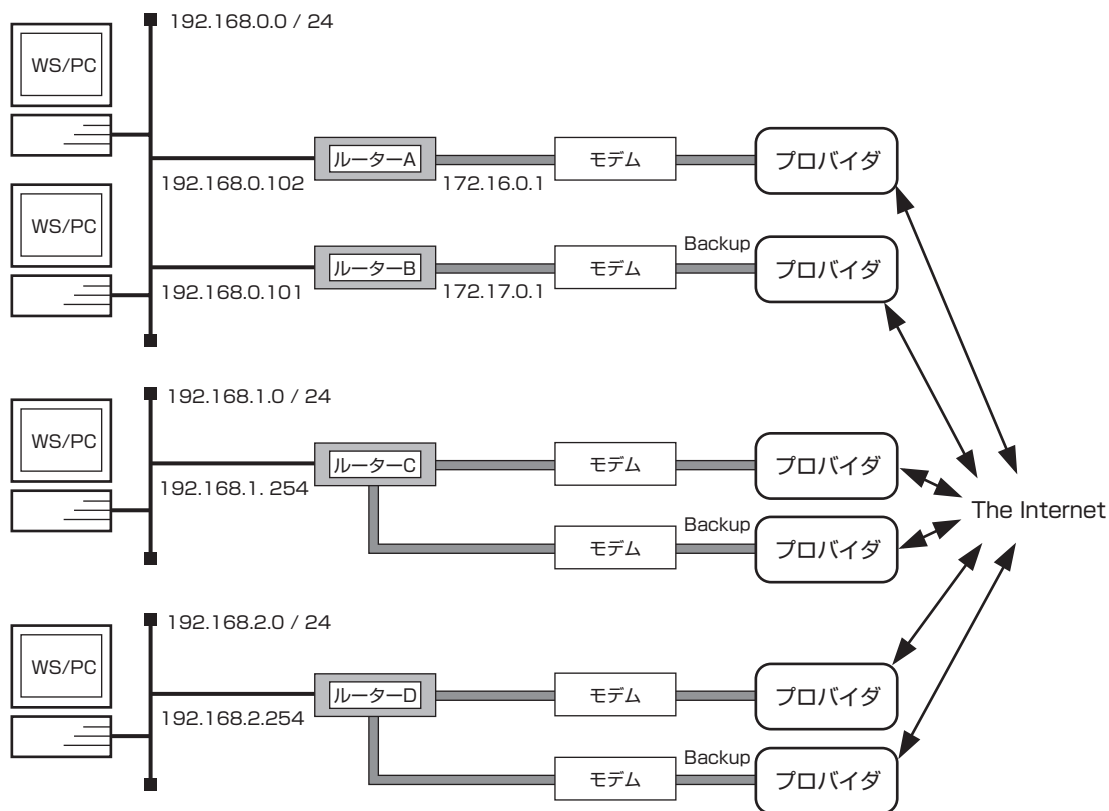 192.168.0.0 / 24
WS/PC
ルーターA
モデム
プロバイダ
192.168.0.102
172.16.0.1
WS/PC
ルーターB
モデム
Backup
プロバイダ
192.168.0.101
172.17.0.1
192.168.1.0 / 24
WS/PC
ルーターC
モデム
プロバイダ
192.168.1. 254
The Internet
モデム
Backup
プロバイダ
192.168.2.0 / 24
WS/PC
ルーターD
モデム
プロバイダ
192.168.2.254
モデム
Backup
プロバイダ